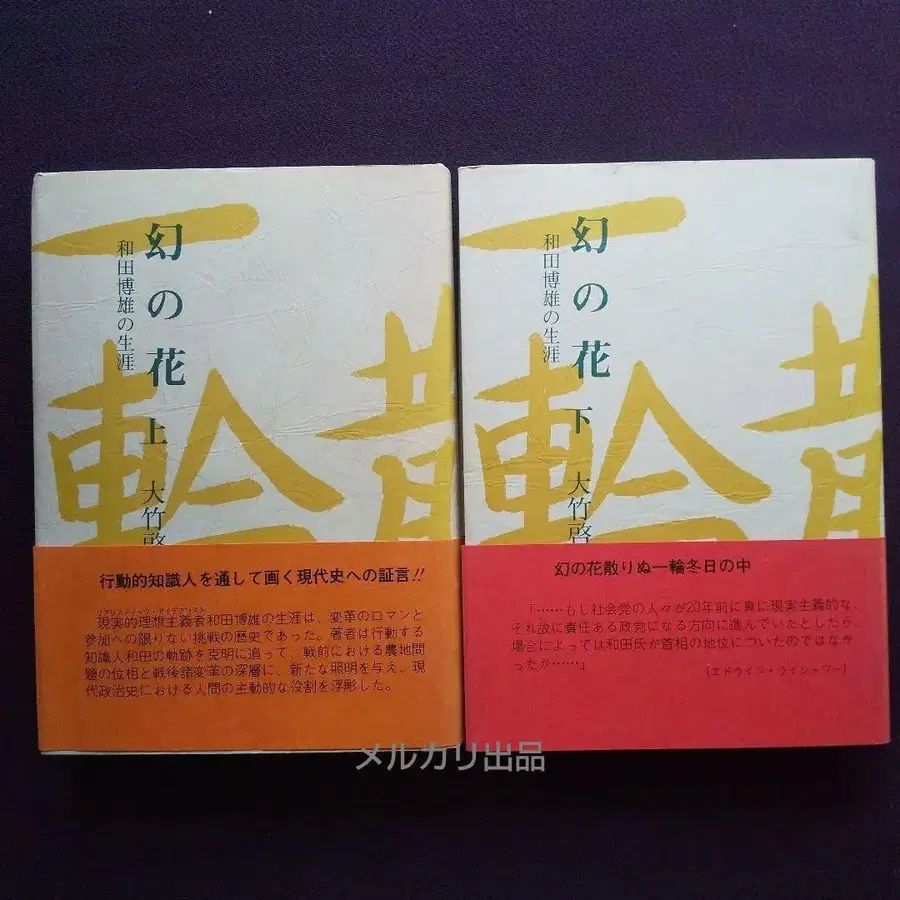 幻の花 上
和田博雄の生涯
大竹啓
一輪
散
行動的知識人を通して画く現代史への証言!!
リアリスティック・アイデアリスト
現実的理想主義者和田博雄の生涯は、変革のロマンと
参加への限りない挑戦の歴史であった。著者は行動する
知識人和田の軌跡を克明に追って、戦前における農地問
題の位相と戦後諸変革の深層に、新たな照明を与え、現
代政治史における人間の主動的な役割を浮彫した。
幻の花 下
和田博雄の生涯
大竹啓
一輪
散
幻の花散りぬ一輪冬日の中
「……もし社会党の人々が20年前に真に現実主義的な、
それ故に責任ある政党になる方向に進んでいたとしたら、
場合によっては和田氏が首相の地位についたのではなか
ったか……」
(エドウイン・ライシャワー)
メルカリ出品